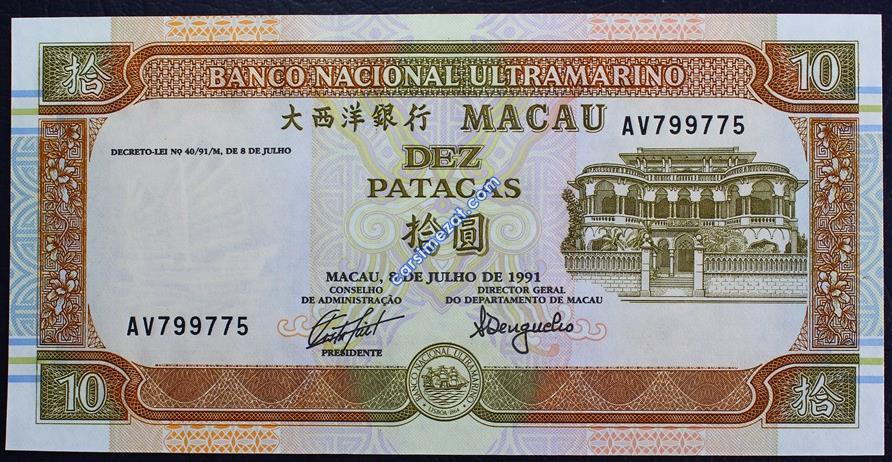 拾 BANCO NACIONAL ULTRAMARINO 10
大西洋銀行 MACAU AV799775
DECRETO-LEI Nº 40/91/M, DE 8 DE JULHO
DEZ
PATACAS
拾圓
carsimezat.com
MACAU, 8 DE JULHO DE 1991
CONSELHO
DE ADMINISTRAÇÃO
DIRECTOR GERAL
DO DEPARTAMENTO DE MACAU
AV799775
PRESIDENTE
BANCO NACIONAL ULTRAMARINO
LISBOA 1864
10 拾